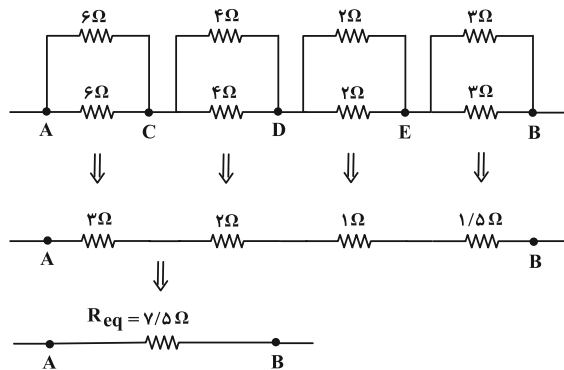 ۶Ω ۴Ω ۲Ω ۳Ω
۶Ω ۴Ω ۲Ω ۳Ω
A C D E B
۳Ω ۲Ω ۱Ω ۱/۵Ω
A B
Req = ۷/۵Ω
A B